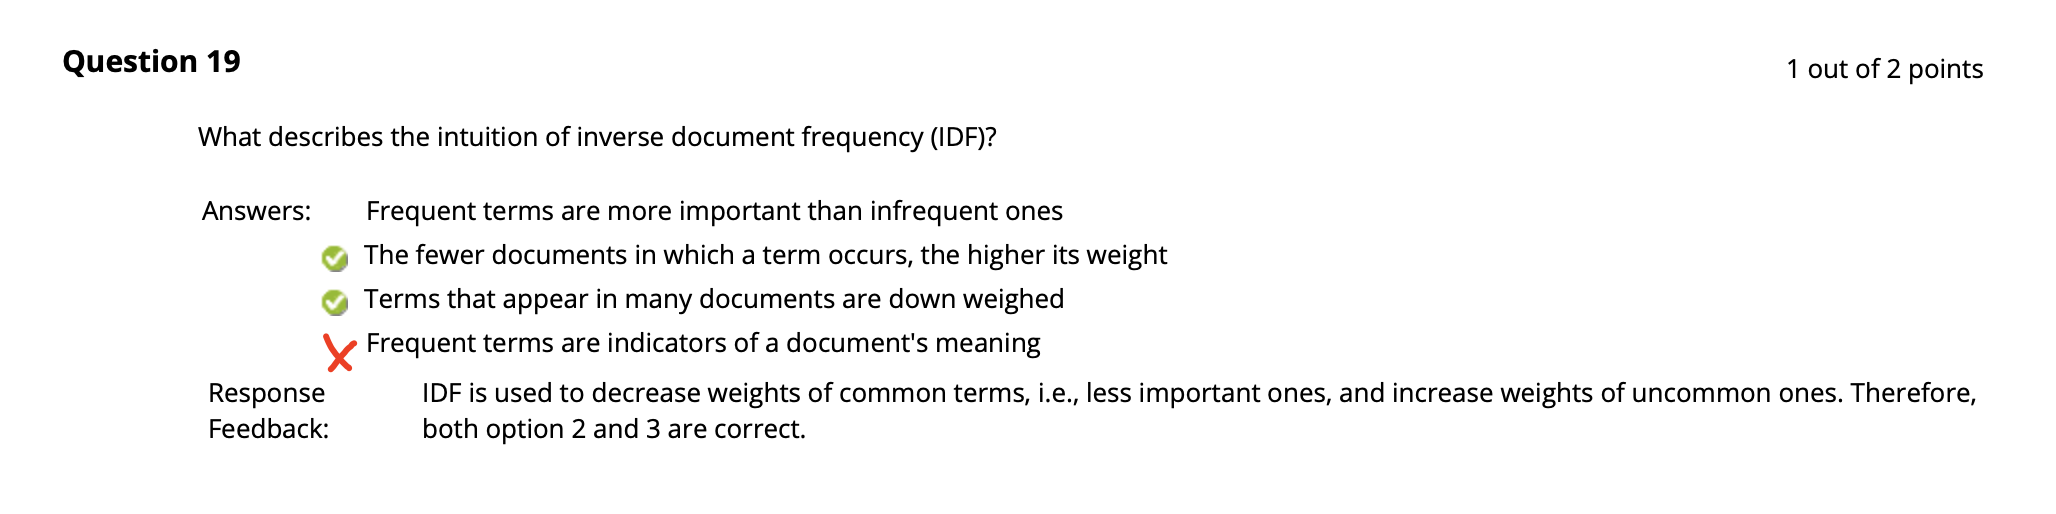 Question 19
1 out of 2 points
What describes the intuition of inverse document frequency (IDF)?
Answers: Frequent terms are more important than infrequent ones
The fewer documents in which a term occurs, the higher its weight
Terms that appear in many documents are down weighed
Frequent terms are indicators of a document's meaning
Response Feedback: IDF is used to decrease weights of common terms, i.e., less important ones, and increase weights of uncommon ones. Therefore,
both option 2 and 3 are correct.